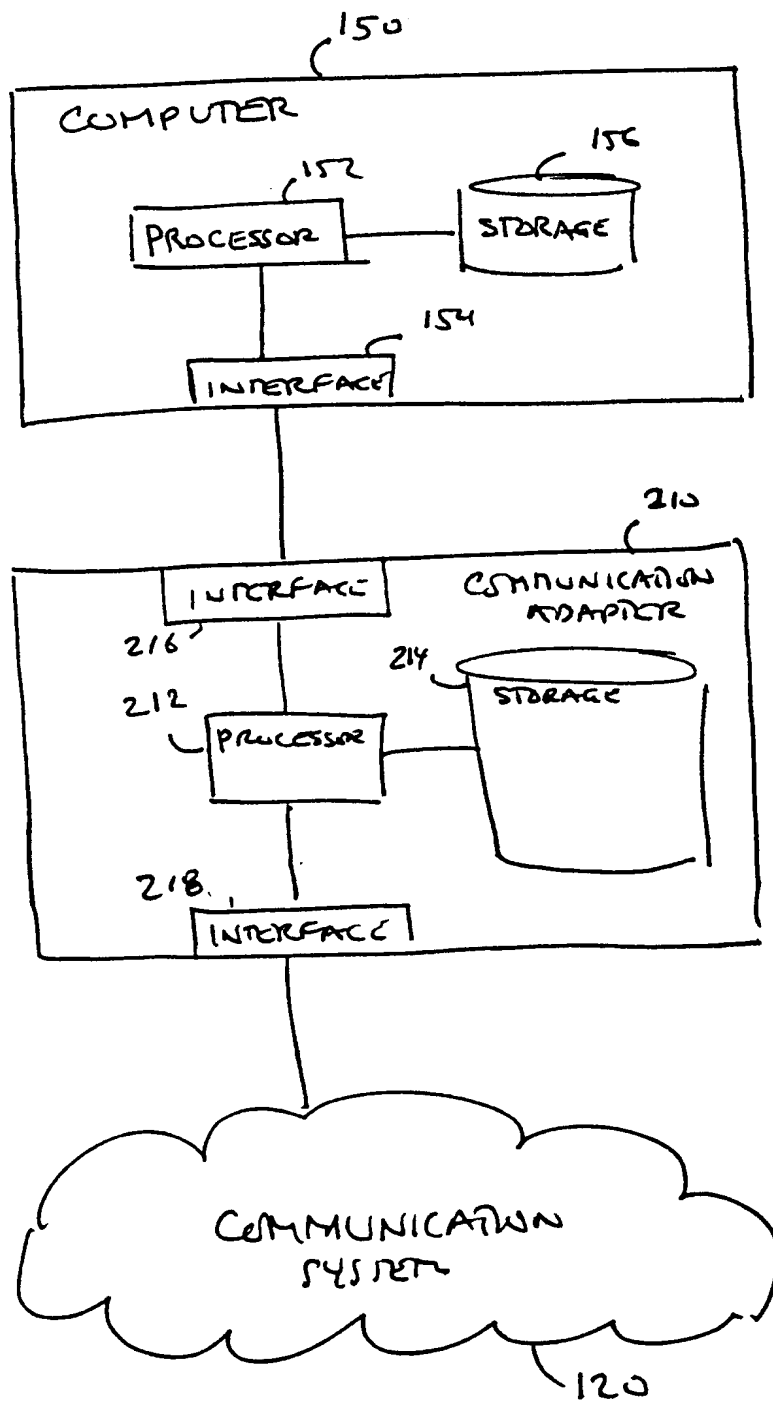 150
COMPUTER
156
152
PROCESSOR
STORAGE
154
INTERFACE
210
INTERFACE
COMMUNICATION
ADAPTER
216
214
STORAGE
212
PROCESSOR
218
INTERFACE
COMMUNICATION
SYSTEM
120